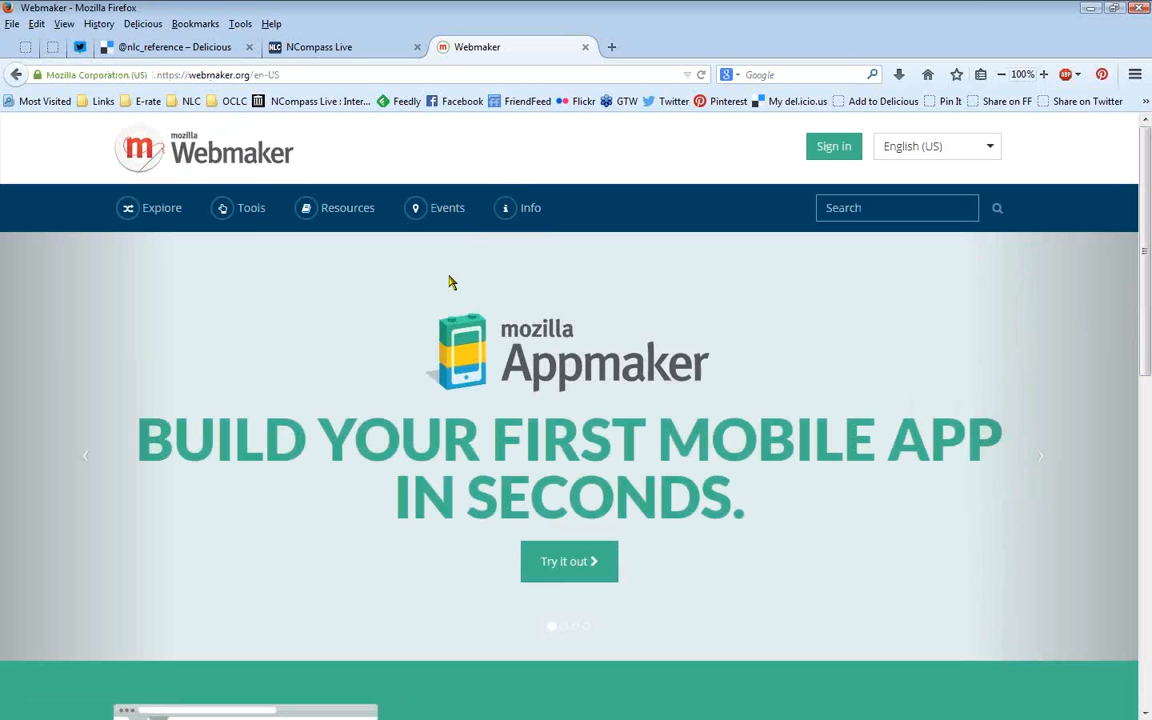 Webmaker - Mozilla Firefox
File Edit View History Delicious Bookmarks Tools Help
@nlc_reference – Delicious × NLC NCompass Live × m Webmaker × +
Mozilla Corporation (US) https://webmaker.org/en-US Google 100%
Most Visited Links E-rate NLC OCLC NCompass Live : Inter... Feedly Facebook FriendFeed Flickr GTW Twitter Pinterest My del.icio.us Add to Delicious Pin It Share on FF Share on Twitter
m mozilla
Webmaker
Sign in English (US)
Explore Tools Resources Events Info Search
mozilla
Appmaker
BUILD YOUR FIRST MOBILE APP
IN SECONDS.
Try it out